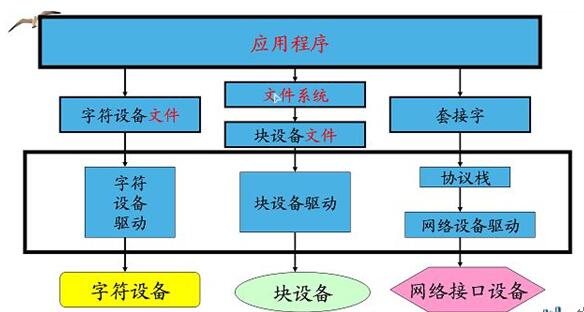 应用程序
字符设备文件
文件系统
块设备文件
套接字
字符
设备
驱动
块设备驱动
协议栈
网络设备驱动
字符设备
块设备
网络接口设备